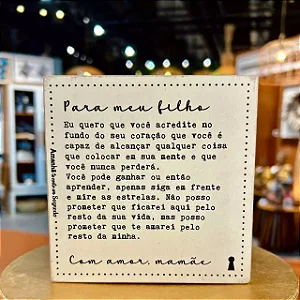 Para meu filho
Eu quero que você acredite no
fundo do seu coração que você é
capaz de alcançar qualquer coisa
que colocar em sua mente e que
você nunca perderá.
Você pode ganhar ou então
aprender, apenas siga em frente
e mire as estrelas. Não posso
prometer que ficarei aqui pelo
resto da sua vida, mas posso
prometer que te amarei pelo
resto da minha.
Com amor, mamãe